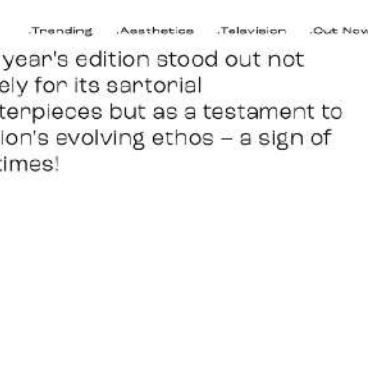 .Trending .Aesthetics .Television .Out Now
year's edition stood out not
ely for its sartorial
terpieces but as a testament to
ion's evolving ethos – a sign of
times!